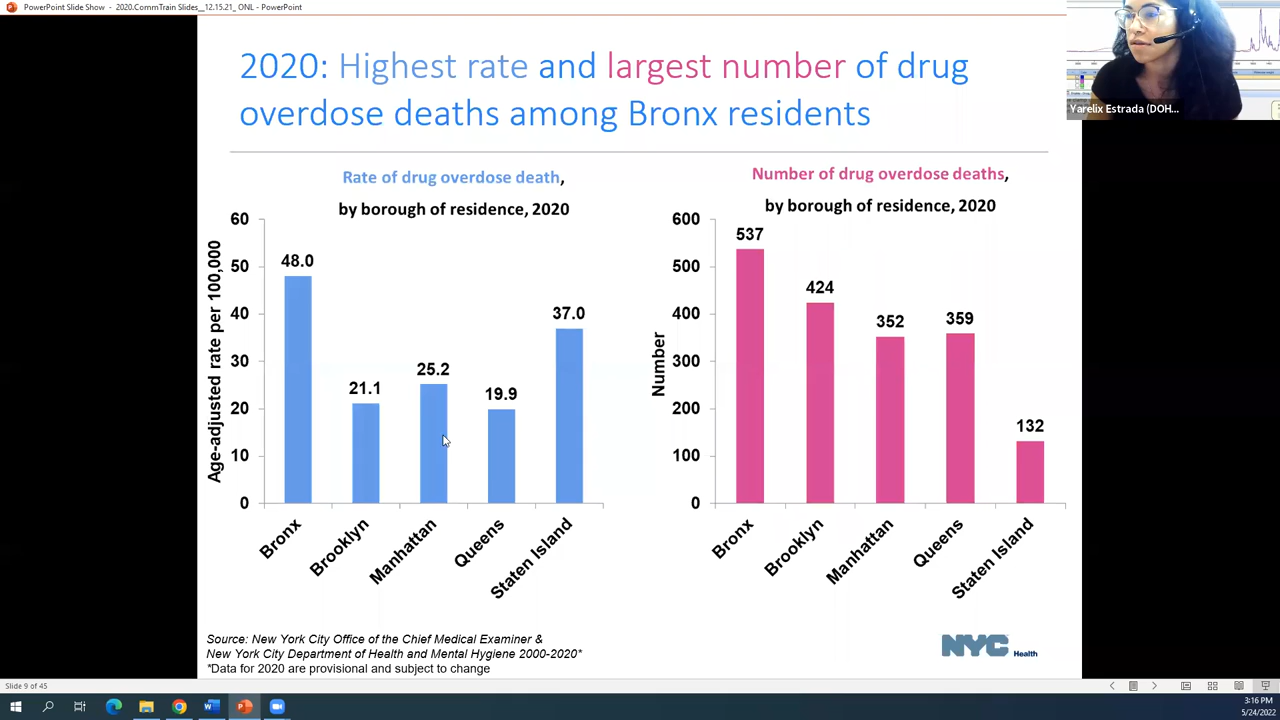 PowerPoint Slide Show - 2020.CommTrain Slides__12.15.21_ ONL - PowerPoint
2020: Highest rate and largest number of drug
overdose deaths among Bronx residents
Yarelix Estrada (DOH...
Rate of drug overdose death,
by borough of residence, 2020
Age-adjusted rate per 100,000
60
50
40
30
20
10
0
48.0
21.1
25.2
19.9
37.0
Bronx
Brooklyn
Manhattan
Queens
Staten Island
Number of drug overdose deaths,
by borough of residence, 2020
Number
600
500
400
300
200
100
0
537
424
352
359
132
Bronx
Brooklyn
Manhattan
Queens
Staten Island
Source: New York City Office of the Chief Medical Examiner &
New York City Department of Health and Mental Hygiene 2000-2020*
*Data for 2020 are provisional and subject to change
NYC
Health
Slide 9 of 45
3:16 PM
5/24/2022